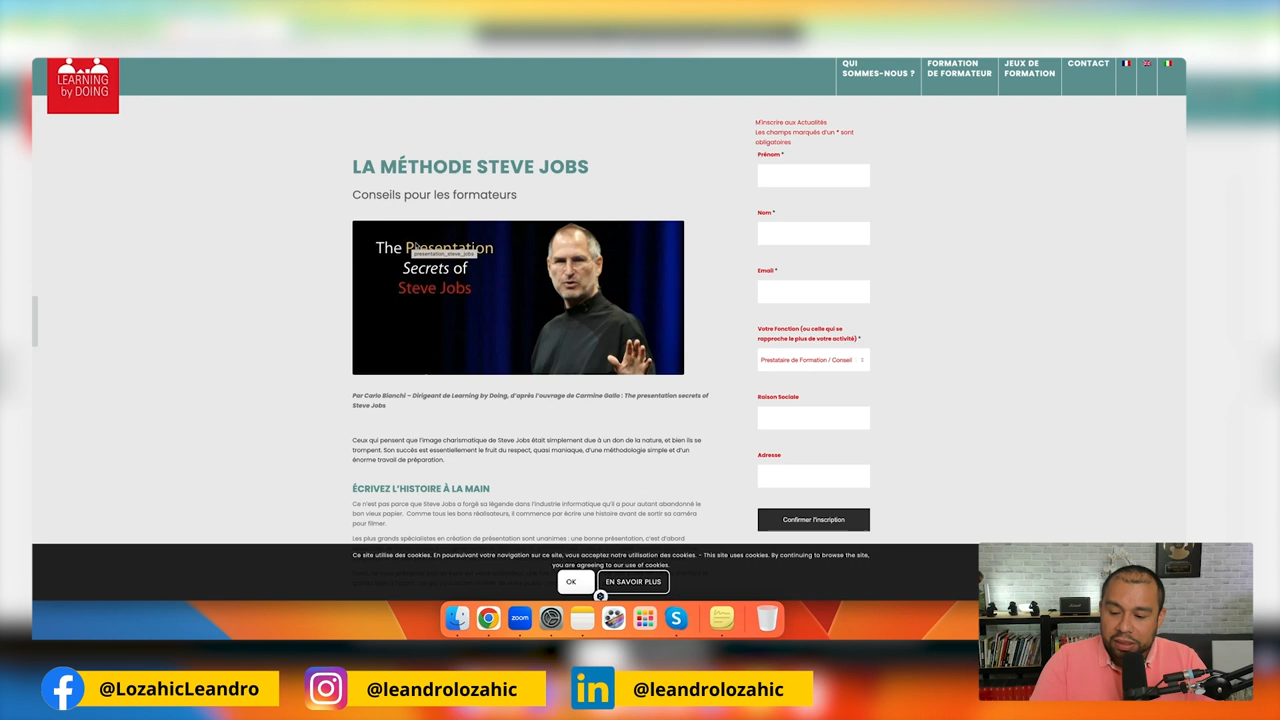 LEARNING
by DOING
QUI
SOMMES-NOUS ?
FORMATION
DE FORMATEUR
JEUX DE
FORMATION
CONTACT
M'inscrire aux Actualités
Les champs marqués d'un * sont
obligatoires
Prénom *
LA MÉTHODE STEVE JOBS
Conseils pour les formateurs
Nom *
The Presentation
presentation_steve_jobs
Secrets of
Steve Jobs
Email *
Votre Fonction (ou celle qui se
rapproche le plus de votre activité) *
Prestataire de Formation / Conseil
Par Carlo Bianchi – Dirigeant de Learning by Doing, d'après l'ouvrage de Carmine Gallo : The presentation secrets of
Steve Jobs
Raison Sociale
Ceux qui pensent que l'image charismatique de Steve Jobs était simplement due à un don de la nature, et bien ils se
trompent. Son succès est essentiellement le fruit du respect, quasi maniaque, d'une méthodologie simple et d'un
énorme travail de préparation.
Adresse
ÉCRIVEZ L'HISTOIRE À LA MAIN
Ce n'est pas parce que Steve Jobs a forgé sa légende dans l'industrie informatique qu'il a pour autant abandonné le
bon vieux papier. Comme tous les bons réalisateurs, il commence par écrire une histoire avant de sortir sa caméra
pour filmer.
Confirmer l'inscription
Les plus grands spécialistes en création de présentation sont unanimes : une bonne présentation, c'est d'abord
Ce site utilise des cookies. En poursuivant votre navigation sur ce site, vous acceptez notre utilisation des cookies. - This site uses cookies. By continuing to browse the site,
you are agreeing to our use of cookies.
OK
EN SAVOIR PLUS
zoom
@LozahicLeandro
@leandrolozahic
in
@leandrolozahic